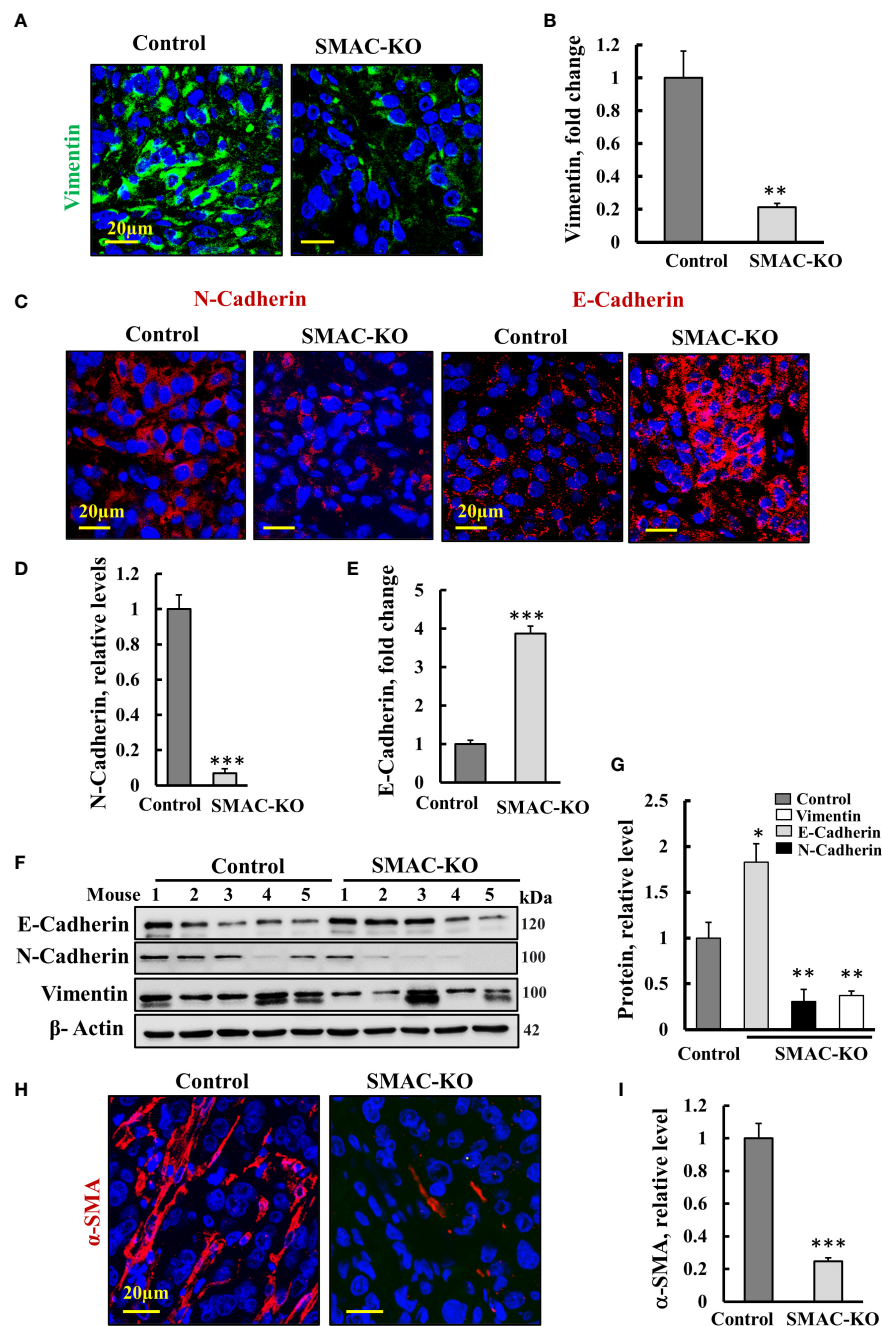 A
Control
SMAC-KO
Vimentin
20µm
B
Vimentin, fold change
1.2
1
0.8
0.6
0.4
0.2
0
**
Control
SMAC-KO
C
N-Cadherin
E-Cadherin
Control
SMAC-KO
Control
SMAC-KO
20µm
20µm
D
N-Cadherin, relative levels
1.2
1
0.8
0.6
0.4
0.2
0
***
Control
SMAC-KO
E
E-Cadherin, fold change
5
4
3
2
1
0
***
Control
SMAC-KO
F
Control
SMAC-KO
Mouse 1 2 3 4 5 1 2 3 4 5 kDa
E-Cadherin 120
N-Cadherin 100
Vimentin 100
β- Actin 42
G
Protein, relative level
2.5
2
1.5
1
0.5
0
Control
Vimentin
E-Cadherin
N-Cadherin
*
**
**
Control
SMAC-KO
H
Control
SMAC-KO
α-SMA
20µm
I
α-SMA, relative level
1.2
1
0.8
0.6
0.4
0.2
0
***
Control
SMAC-KO